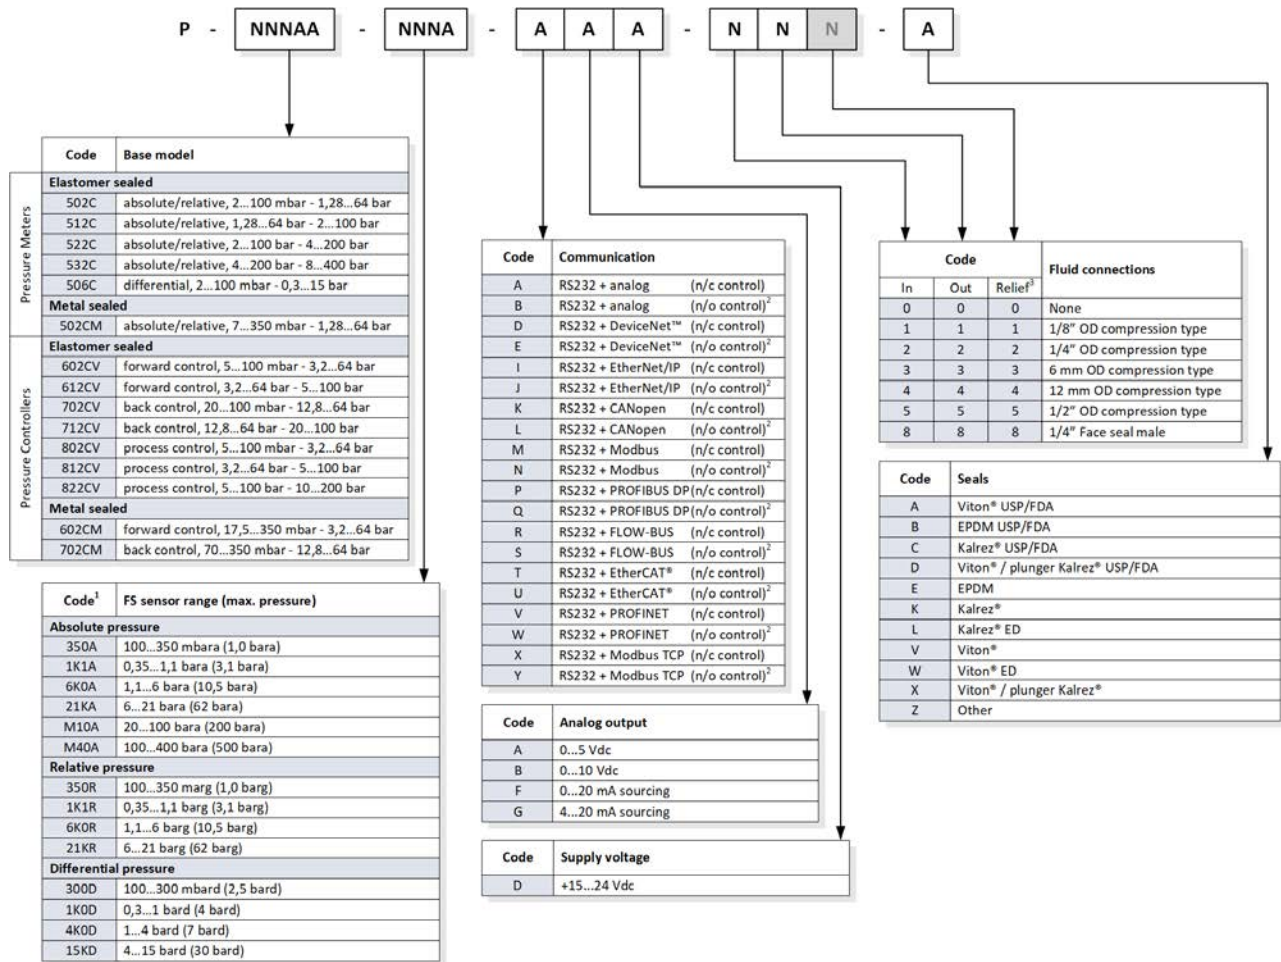 P - NNNAA - NNNA - A A A - N N N - A
Code Base model
Pressure Meters
Elastomer sealed
502C absolute/relative, 2...100 mbar - 1,28...64 bar
512C absolute/relative, 1,28...64 bar - 2...100 bar
522C absolute/relative, 2...100 bar - 4...200 bar
532C absolute/relative, 4...200 bar - 8...400 bar
506C differential, 2...100 mbar - 0,3...15 bar
Metal sealed
502CM absolute/relative, 7...350 mbar - 1,28...64 bar
Pressure Controllers
Elastomer sealed
602CV forward control, 5...100 mbar - 3,2...64 bar
612CV forward control, 3,2...64 bar - 5...100 bar
702CV back control, 20...100 mbar - 12,8...64 bar
712CV back control, 12,8...64 bar - 20...100 bar
802CV process control, 5...100 mbar - 3,2...64 bar
812CV process control, 3,2...64 bar - 5...100 bar
822CV process control, 5...100 bar - 10...200 bar
Metal sealed
602CM forward control, 17,5...350 mbar - 3,2...64 bar
702CM back control, 70...350 mbar - 12,8...64 bar
Code¹ FS sensor range (max. pressure)
Absolute pressure
350A 100...350 mbara (1,0 bara)
1K1A 0,35...1,1 bara (3,1 bara)
6K0A 1,1...6 bara (10,5 bara)
21KA 6...21 bara (62 bara)
M10A 20...100 bara (200 bara)
M40A 100...400 bara (500 bara)
Relative pressure
350R 100...350 marg (1,0 barg)
1K1R 0,35...1,1 barg (3,1 barg)
6K0R 1,1...6 barg (10,5 barg)
21KR 6...21 barg (62 barg)
Differential pressure
300D 100...300 mbard (2,5 bard)
1K0D 0,3...1 bard (4 bard)
4K0D 1...4 bard (7 bard)
15KD 4...15 bard (30 bard)
Code Communication
A RS232 + analog (n/c control)
B RS232 + analog (n/o control)²
D RS232 + DeviceNet™ (n/c control)
E RS232 + DeviceNet™ (n/o control)²
I RS232 + EtherNet/IP (n/c control)
J RS232 + EtherNet/IP (n/o control)²
K RS232 + CANopen (n/c control)
L RS232 + CANopen (n/o control)²
M RS232 + Modbus (n/c control)
N RS232 + Modbus (n/o control)²
P RS232 + PROFIBUS DP (n/c control)
Q RS232 + PROFIBUS DP (n/o control)²
R RS232 + FLOW-BUS (n/c control)
S RS232 + FLOW-BUS (n/o control)²
T RS232 + EtherCAT® (n/c control)
U RS232 + EtherCAT® (n/o control)²
V RS232 + PROFINET (n/c control)
W RS232 + PROFINET (n/o control)²
X RS232 + Modbus TCP (n/c control)
Y RS232 + Modbus TCP (n/o control)²
Code Analog output
A 0...5 Vdc
B 0...10 Vdc
F 0...20 mA sourcing
G 4...20 mA sourcing
Code Supply voltage
D +15...24 Vdc
Code Fluid connections
In Out Relief³
0 0 0 None
1 1 1 1/8" OD compression type
2 2 2 1/4" OD compression type
3 3 3 6 mm OD compression type
4 4 4 12 mm OD compression type
5 5 5 1/2" OD compression type
8 8 8 1/4" Face seal male
Code Seals
A Viton® USP/FDA
B EPDM USP/FDA
C Kalrez® USP/FDA
D Viton® / plunger Kalrez® USP/FDA
E EPDM
K Kalrez®
L Kalrez® ED
V Viton®
W Viton® ED
X Viton® / plunger Kalrez®
Z Other